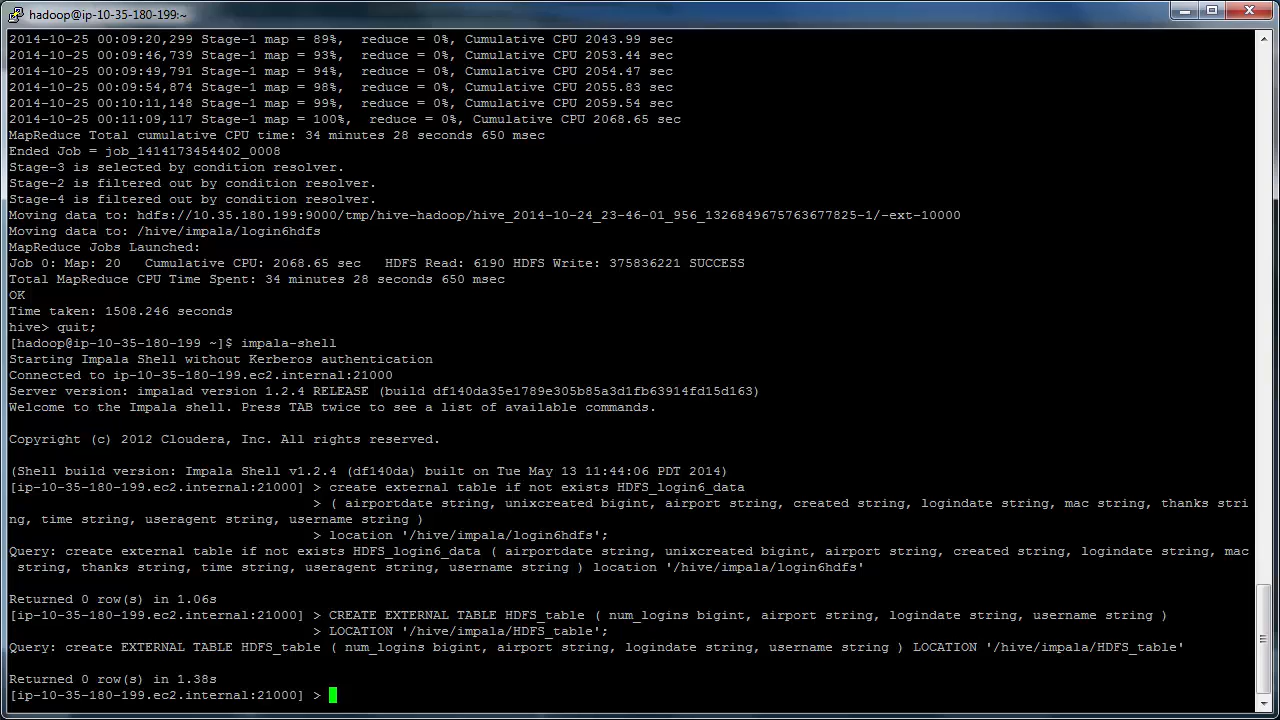 hadoop@ip-10-35-180-199:~
2014-10-25 00:09:20,299 Stage-1 map = 89%,  reduce = 0%, Cumulative CPU 2043.99 sec
2014-10-25 00:09:46,739 Stage-1 map = 93%,  reduce = 0%, Cumulative CPU 2053.44 sec
2014-10-25 00:09:49,791 Stage-1 map = 94%,  reduce = 0%, Cumulative CPU 2054.47 sec
2014-10-25 00:09:54,874 Stage-1 map = 98%,  reduce = 0%, Cumulative CPU 2055.83 sec
2014-10-25 00:10:11,148 Stage-1 map = 99%,  reduce = 0%, Cumulative CPU 2059.54 sec
2014-10-25 00:11:09,117 Stage-1 map = 100%,  reduce = 0%, Cumulative CPU 2068.65 sec
MapReduce Total cumulative CPU time: 34 minutes 28 seconds 650 msec
Ended Job = job_1414173454402_0008
Stage-3 is selected by condition resolver.
Stage-2 is filtered out by condition resolver.
Stage-4 is filtered out by condition resolver.
Moving data to: hdfs://10.35.180.199:9000/tmp/hive-hadoop/hive_2014-10-24_23-46-01_956_1326849675763677825-1/-ext-10000
Moving data to: /hive/impala/login6hdfs
MapReduce Jobs Launched:
Job 0: Map: 20   Cumulative CPU: 2068.65 sec   HDFS Read: 6190 HDFS Write: 375836221 SUCCESS
Total MapReduce CPU Time Spent: 34 minutes 28 seconds 650 msec
OK
Time taken: 1508.246 seconds
hive> quit;
[hadoop@ip-10-35-180-199 ~]$ impala-shell
Starting Impala Shell without Kerberos authentication
Connected to ip-10-35-180-199.ec2.internal:21000
Server version: impalad version 1.2.4 RELEASE (build df140da35e1789e305b85a3d1fb63914fd15d163)
Welcome to the Impala shell. Press TAB twice to see a list of available commands.
Copyright (c) 2012 Cloudera, Inc. All rights reserved.
(Shell build version: Impala Shell v1.2.4 (df140da) built on Tue May 13 11:44:06 PDT 2014)
[ip-10-35-180-199.ec2.internal:21000] > create external table if not exists HDFS_login6_data
> ( airportdate string, unixcreated bigint, airport string, created string, logindate string, mac string, thanks stri
ng, time string, useragent string, username string )
> location '/hive/impala/login6hdfs';
Query: create external table if not exists HDFS_login6_data ( airportdate string, unixcreated bigint, airport string, created string, logindate string, mac
string, thanks string, time string, useragent string, username string ) location '/hive/impala/login6hdfs'
Returned 0 row(s) in 1.06s
[ip-10-35-180-199.ec2.internal:21000] > CREATE EXTERNAL TABLE HDFS_table ( num_logins bigint, airport string, logindate string, username string )
> LOCATION '/hive/impala/HDFS_table';
Query: create EXTERNAL TABLE HDFS_table ( num_logins bigint, airport string, logindate string, username string ) LOCATION '/hive/impala/HDFS_table'
Returned 0 row(s) in 1.38s
[ip-10-35-180-199.ec2.internal:21000] >